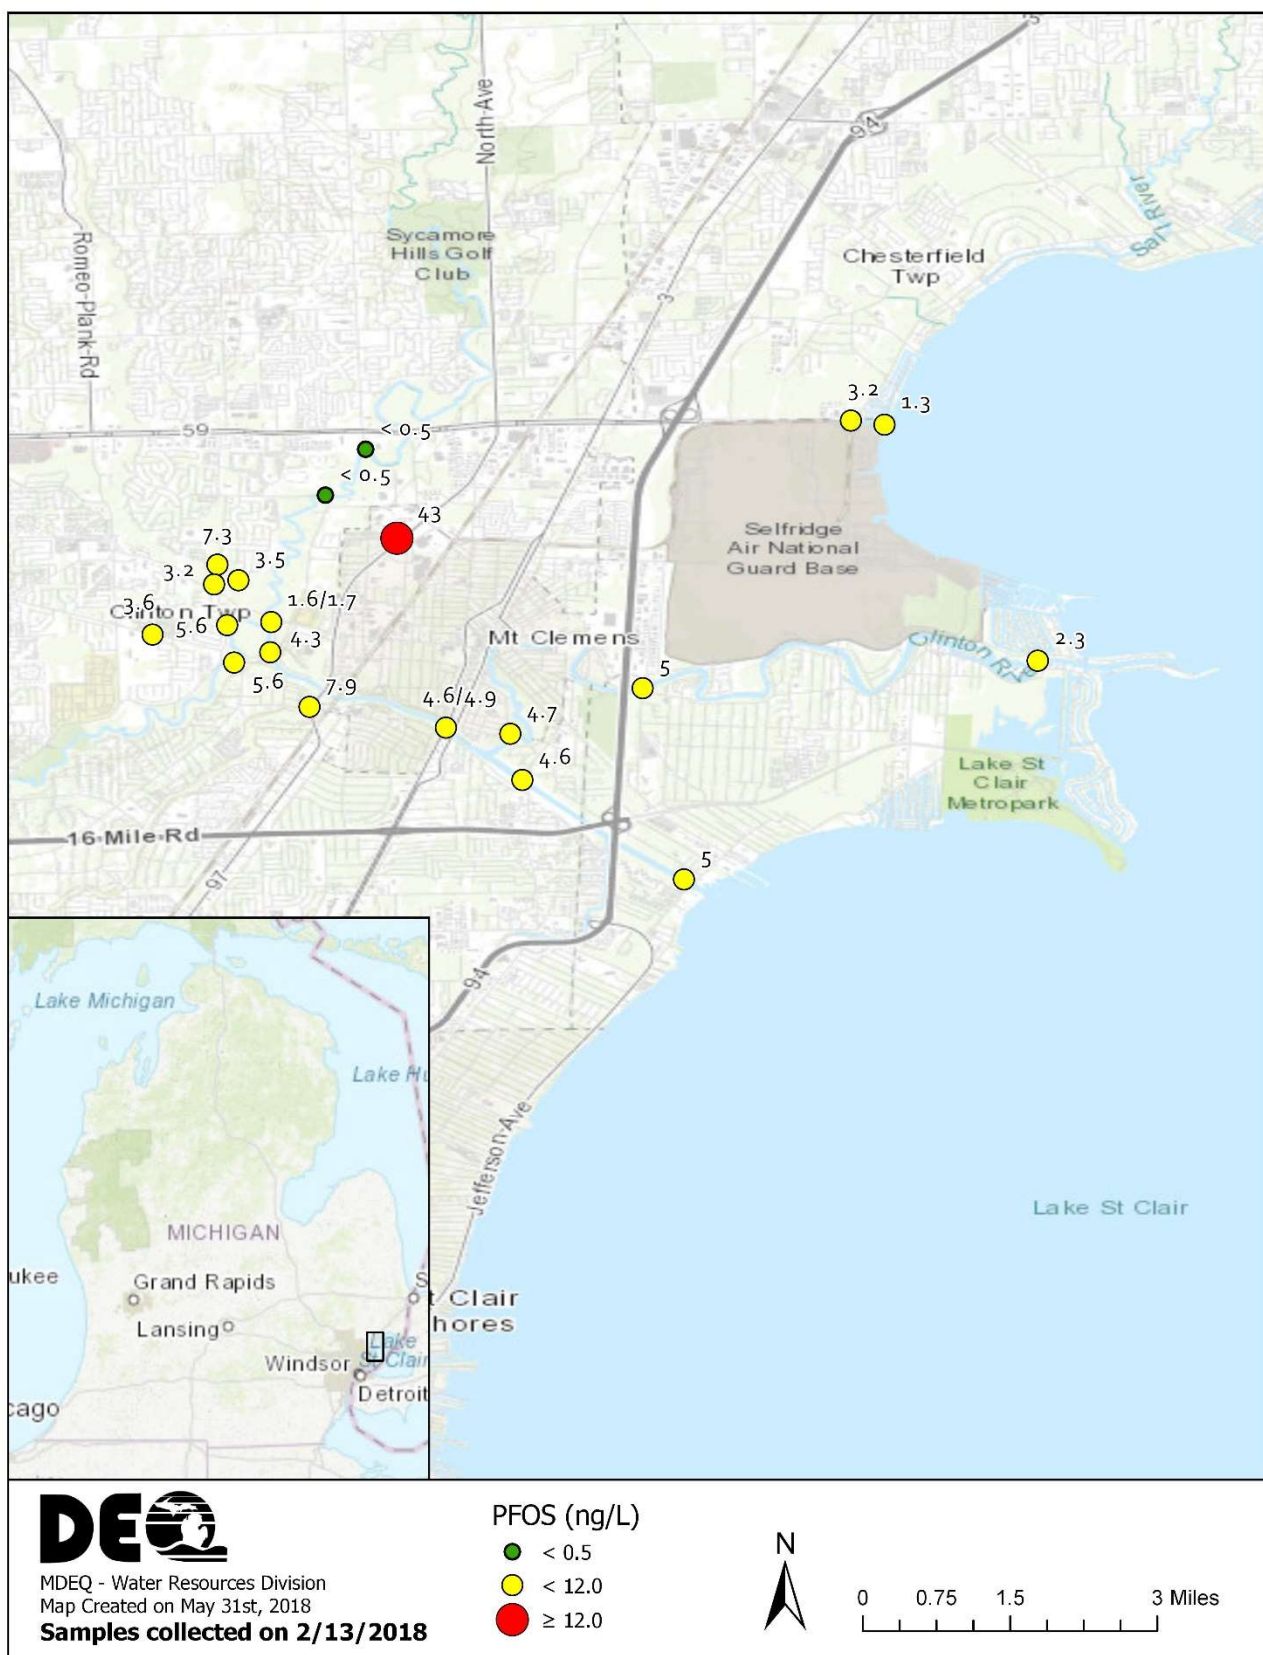 North Ave
94
Romeo-Plank-Rd
Sycamore
Hills Golf
Club
3
Salt River
Chesterfield
Twp
59
< 0.5
< 0.5
43
3.2
1.3
Selfridge
Air National
Guard Base
7.3
3.2
3.5
3.6
Clinton Twp
5.6
1.6/1.7
4.3
5.6
7.9
Mt Clemens
4.6/4.9
4.7
4.6
5
Clinton River
2.3
Lake St
Clair
Metropark
16 Mile Rd
97
5
94
Jefferson-Ave
Lake St Clair
t Clair
hores
Lake Michigan
Lake Hu
MICHIGAN
ukee
Grand Rapids
S
Lansing
Lake
St Clair
Windsor
Detroit
cago
DEQ
MDEQ - Water Resources Division
Map Created on May 31st, 2018
Samples collected on 2/13/2018
PFOS (ng/L)
< 0.5
< 12.0
≥ 12.0
N
0 0.75 1.5 3 Miles